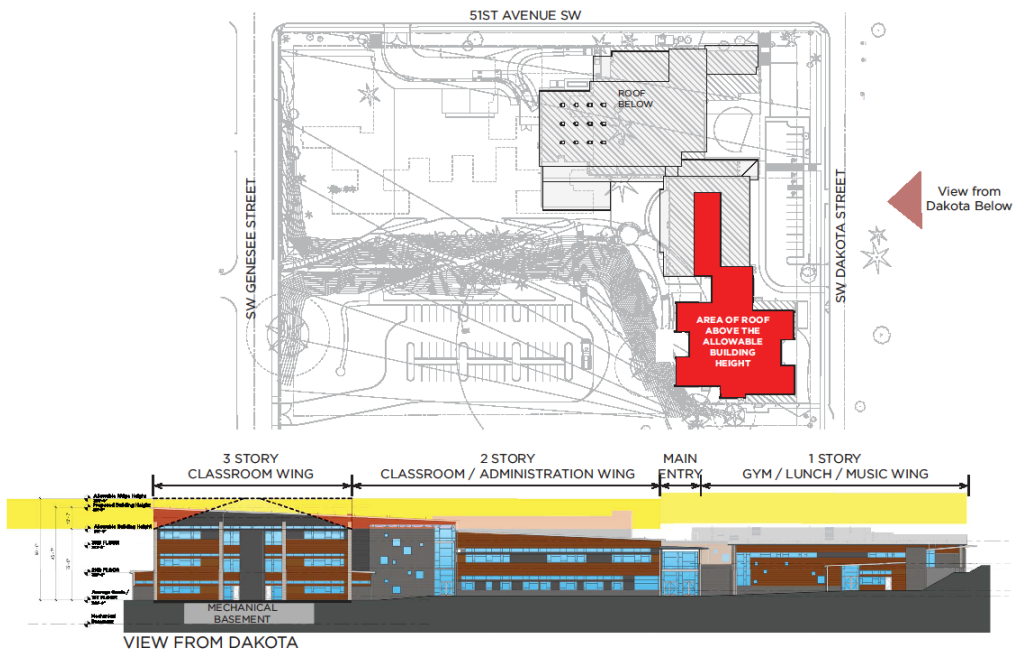 51ST AVENUE SW
ROOF
BELOW
SW GENESEE STREET
SW DAKOTA STREET
View from
Dakota Below
AREA OF ROOF
ABOVE THE
ALLOWABLE
BUILDING
HEIGHT
3 STORY
CLASSROOM WING
2 STORY
CLASSROOM / ADMINISTRATION WING
MAIN
ENTRY
1 STORY
GYM / LUNCH / MUSIC WING
Allowable Ridge Height
Proposed Building Height
Allowable Building Height
3RD FLOOR
2ND FLOOR
Average Grade /
1ST FLOOR
Mechanical
Basement
MECHANICAL
BASEMENT
VIEW FROM DAKOTA